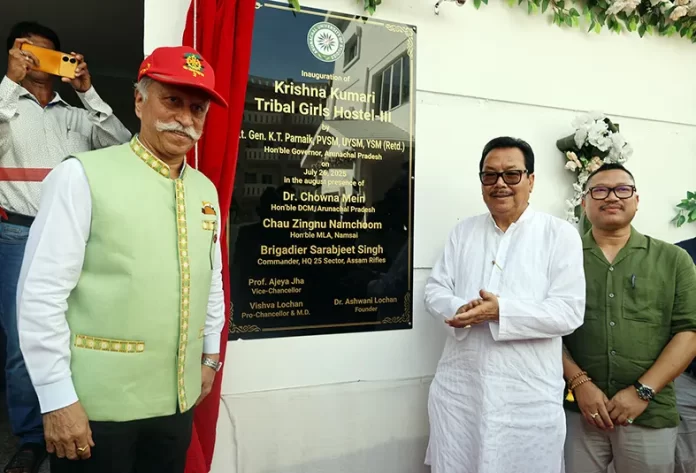 Inauguration of
Krishna Kumari
Tribal Girls Hostel-III
by
Lt. Gen. K.T. Parnaik, PVSM, UYSM, YSM (Retd.)
Hon'ble Governor, Arunachal Pradesh
on
July 26, 2025
in the august presence of
Dr. Chowna Mein
Hon'ble DCM, Arunachal Pradesh
Chau Zingnu Namchoom
Hon'ble MLA, Namsai
Brigadier Sarabjeet Singh
Commander, HQ 25 Sector, Assam Rifles
Prof. Ajeya Jha
Vice-Chancellor
Vishva Lochan
Pro-Chancellor & M.D.
Dr. Ashwani Lochan
Founder